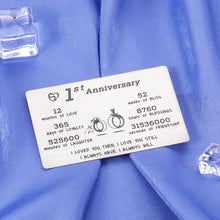 1st Anniversary
12
months of LOVE
52
weeks of BLISS
365
days of LOYALTY
8760
hours of BLESSINGS
525600
minutes of LAUGHTER
31536000
seconds of FRIENDSHIP
I LOVED YOU THEN, I LOVE YOU STILL
I ALWAYS HAVE, I ALWAYS WILL